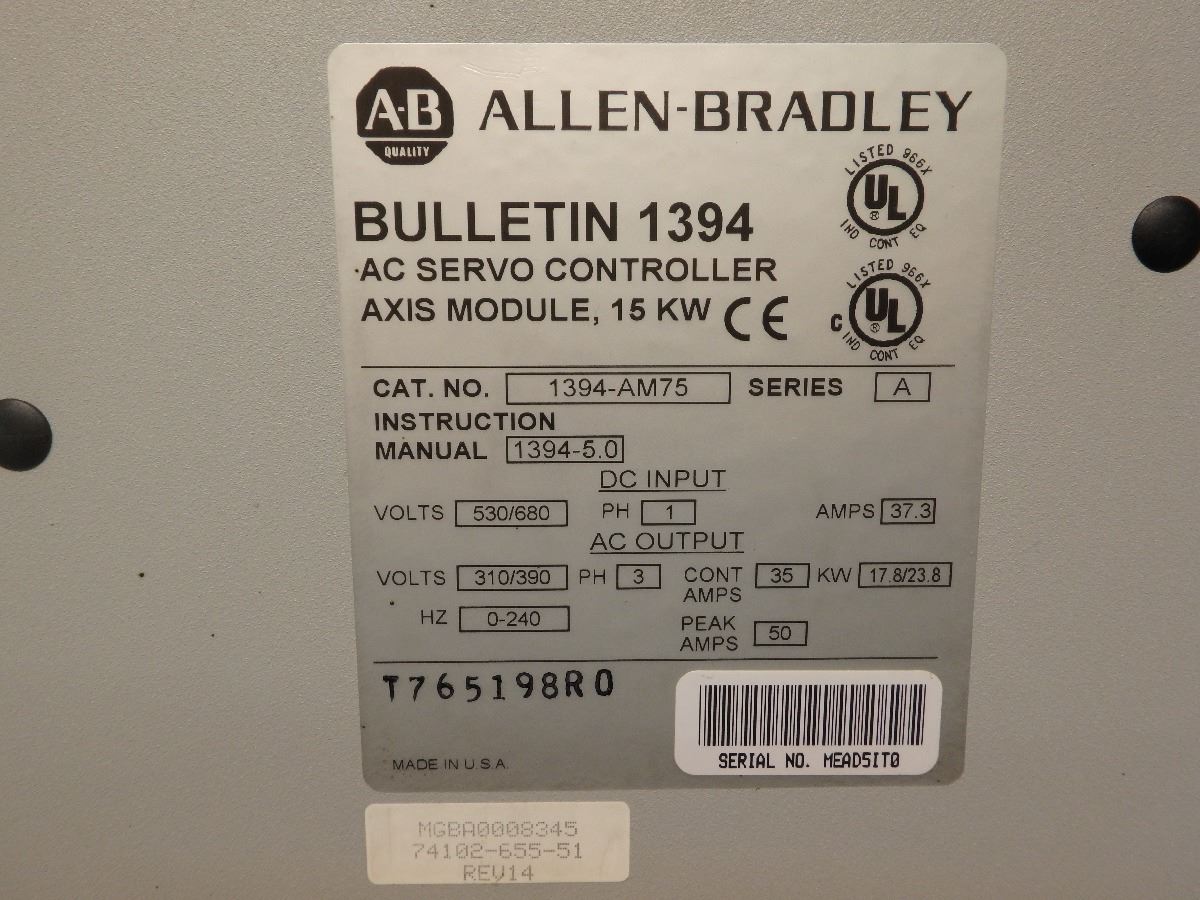 A-B QUALITY ALLEN-BRADLEY
LISTED 966X
UL ®
IND CONT EQ
BULLETIN 1394
AC SERVO CONTROLLER
AXIS MODULE, 15 KW CE
LISTED 966X
C UL ®
IND CONT EQ
CAT. NO. 1394-AM75 SERIES A
INSTRUCTION
MANUAL 1394-5.0
DC INPUT
VOLTS 530/680 PH 1 AMPS 37.3
AC OUTPUT
VOLTS 310/390 PH 3 CONT AMPS 35 KW 17.8/23.8
HZ 0-240 PEAK AMPS 50
T765198R0
SERIAL NO. MEAD5IT0
MADE IN U.S.A.
MGBA0008345
74102-655-51
REV14